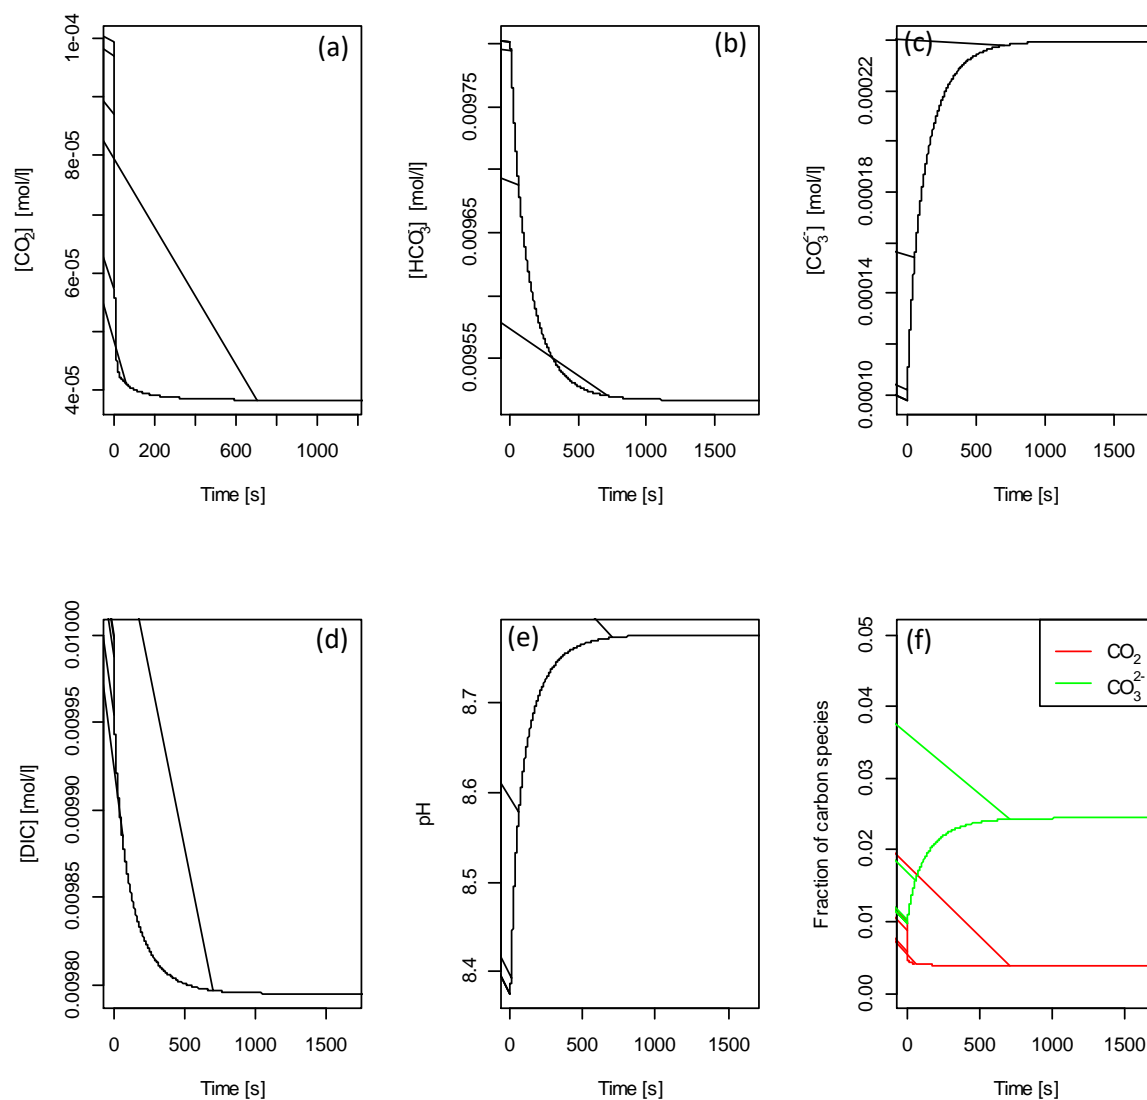 (a)
1e-04
8e-05
6e-05
4e-05
[CO₂] [mol/l]
0 200 600 1000
Time [s]
(b)
0.00975
0.00965
0.00955
[HCO₃⁻] [mol/l]
0 500 1000 1500
Time [s]
(c)
0.00022
0.00018
0.00014
0.00010
[CO₃²⁻] [mol/l]
0 500 1000 1500
Time [s]
(d)
0.01000
0.00995
0.00990
0.00985
0.00980
[DIC] [mol/l]
0 500 1000 1500
Time [s]
(e)
8.7
8.6
8.5
8.4
pH
0 500 1000 1500
Time [s]
(f)
CO₂
CO₃²⁻
0.05
0.04
0.03
0.02
0.01
0.00
Fraction of carbon species
0 500 1000 1500
Time [s]